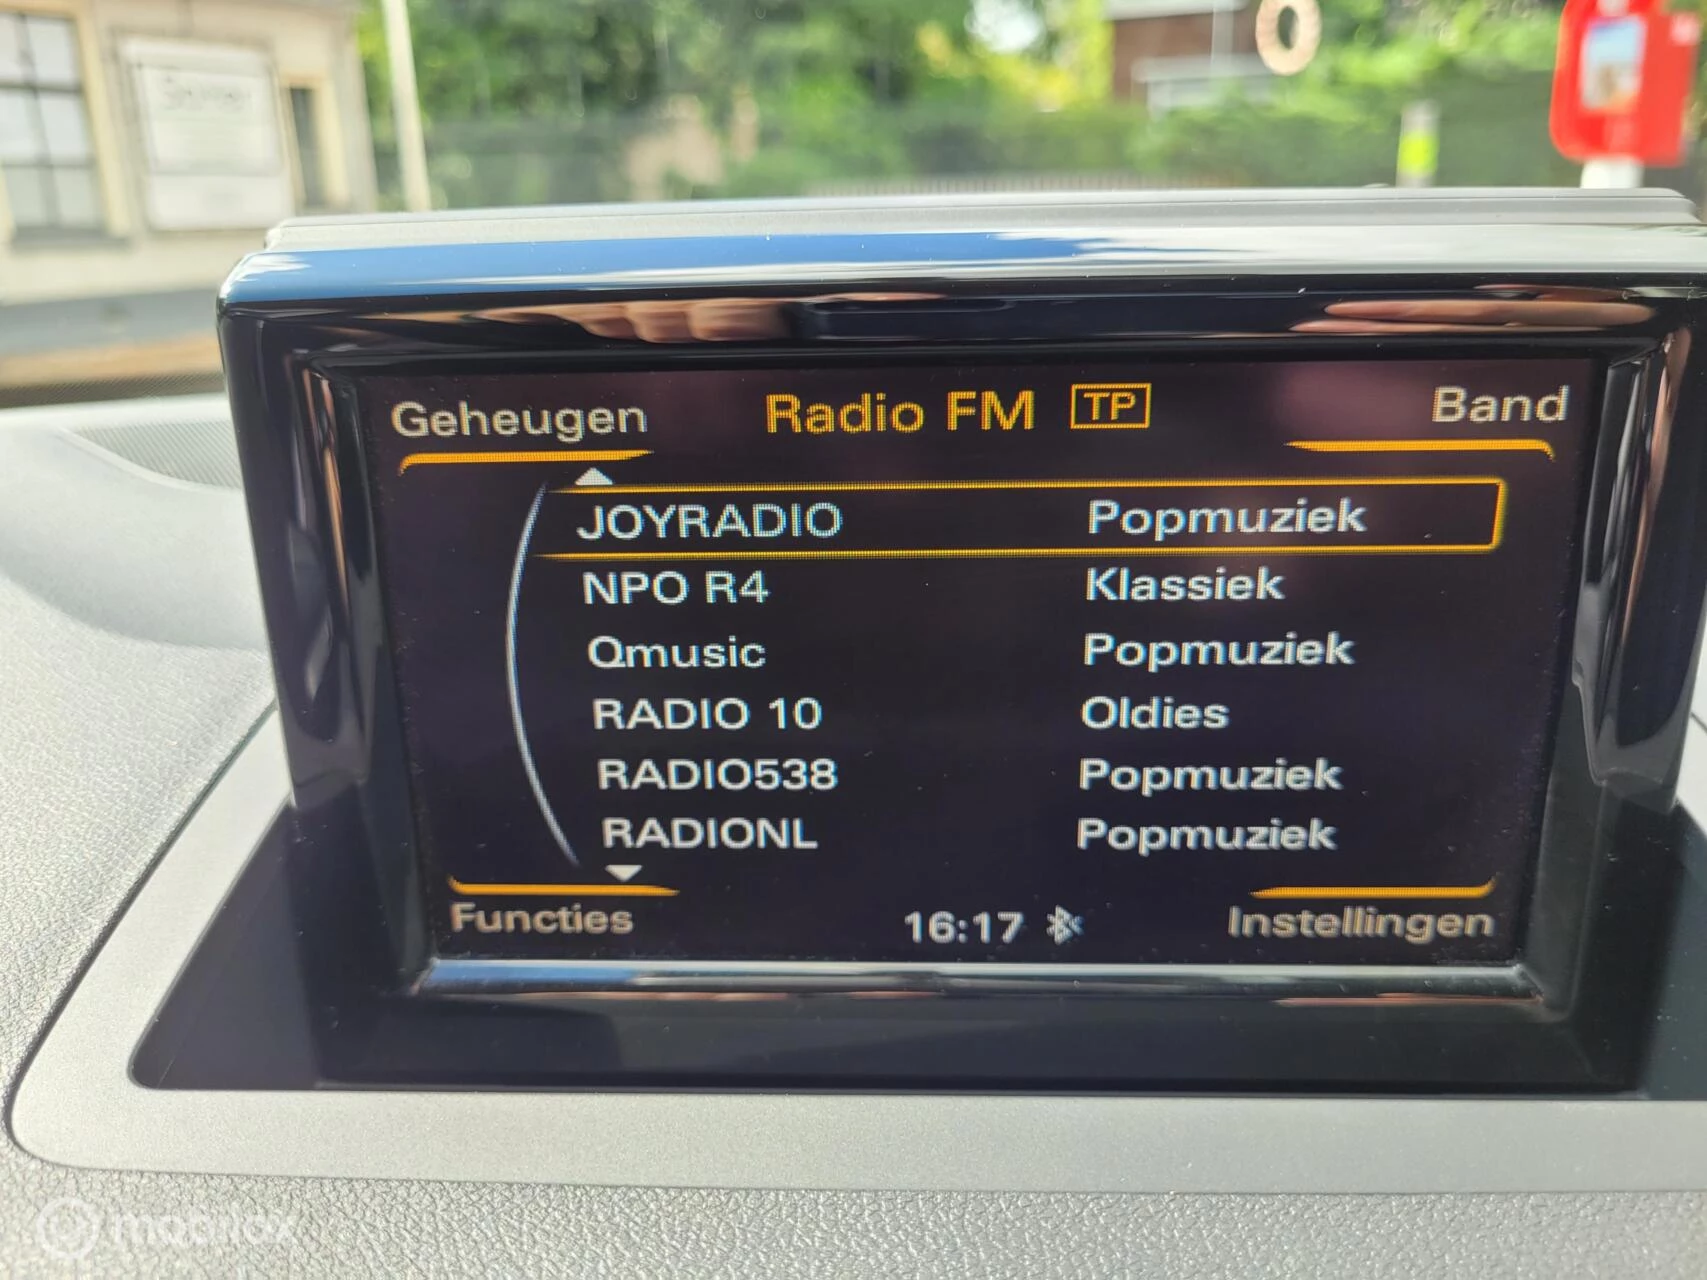 Geheugen Radio FM TP Band
JOYRADIO Popmuziek
NPO R4 Klassiek
Qmusic Popmuziek
RADIO 10 Oldies
RADIO538 Popmuziek
RADIONL Popmuziek
Functies 16:17 Instellingen
mobilox